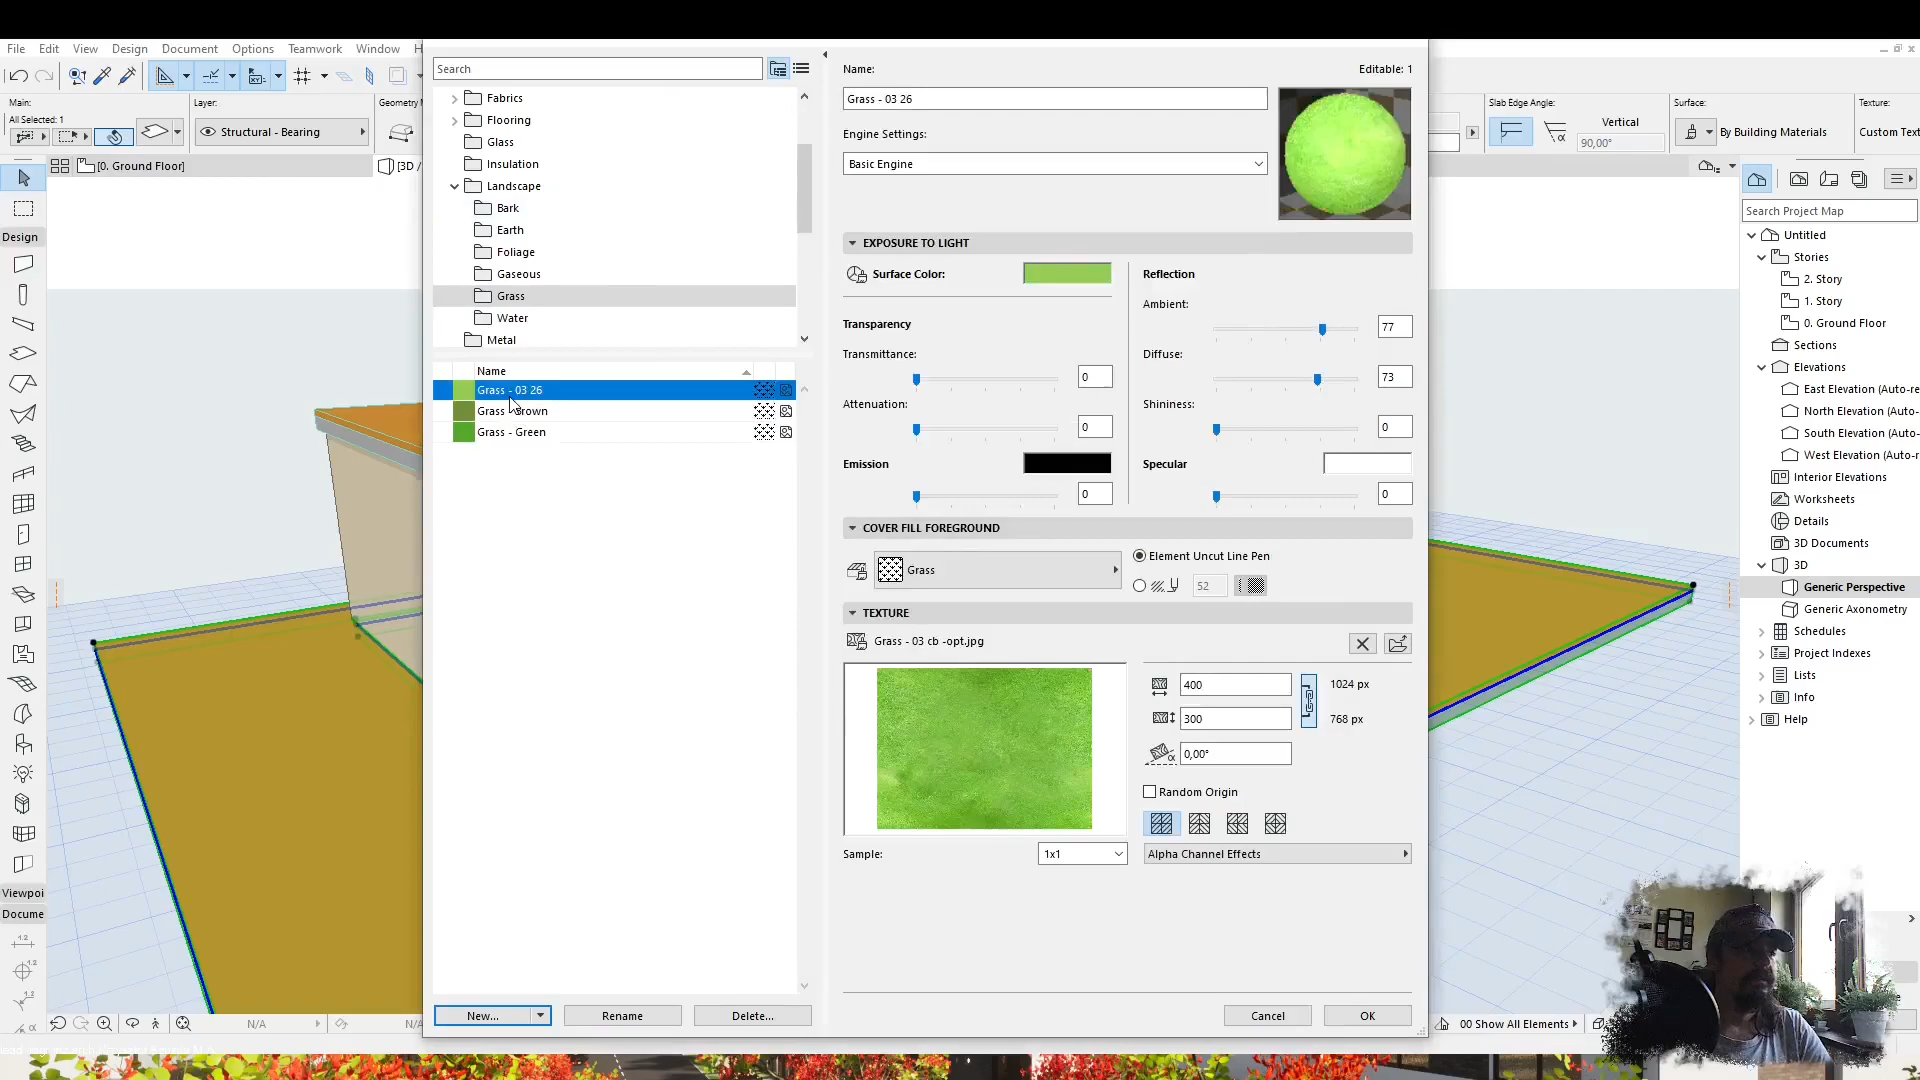 File Edit View Design Document Options Teamwork Window H
Main:
All Selected: 1
Layer:
Structural - Bearing
Geometry M
Slab Edge Angle:
Vertical
90,00°
Surface:
By Building Materials
Texture:
Custom Text
[0. Ground Floor]
[3D /
Design
Viewpoi
Docume
Search
Fabrics
Flooring
Glass
Insulation
Landscape
Bark
Earth
Foliage
Gaseous
Grass
Water
Metal
Name
Grass - 03 26
Grass - Brown
Grass - Green
New...
Rename
Delete...
Name:
Editable: 1
Grass - 03 26
Engine Settings:
Basic Engine
EXPOSURE TO LIGHT
Surface Color:
Transparency
Transmittance:
0
Attenuation:
0
Emission
0
Reflection
Ambient:
77
Diffuse:
73
Shininess:
0
Specular
0
COVER FILL FOREGROUND
Grass
Element Uncut Line Pen
52
TEXTURE
Grass - 03 cb -opt.jpg
400
1024 px
300
768 px
0,00°
Random Origin
Sample:
1x1
Alpha Channel Effects
Cancel
OK
Search Project Map
Untitled
Stories
2. Story
1. Story
0. Ground Floor
Sections
Elevations
East Elevation (Auto-re
North Elevation (Auto-
South Elevation (Auto-
West Elevation (Auto-r
Interior Elevations
Worksheets
Details
3D Documents
3D
Generic Perspective
Generic Axonometry
Schedules
Project Indexes
Lists
Info
Help
N/A
N/A
00 Show All Elements